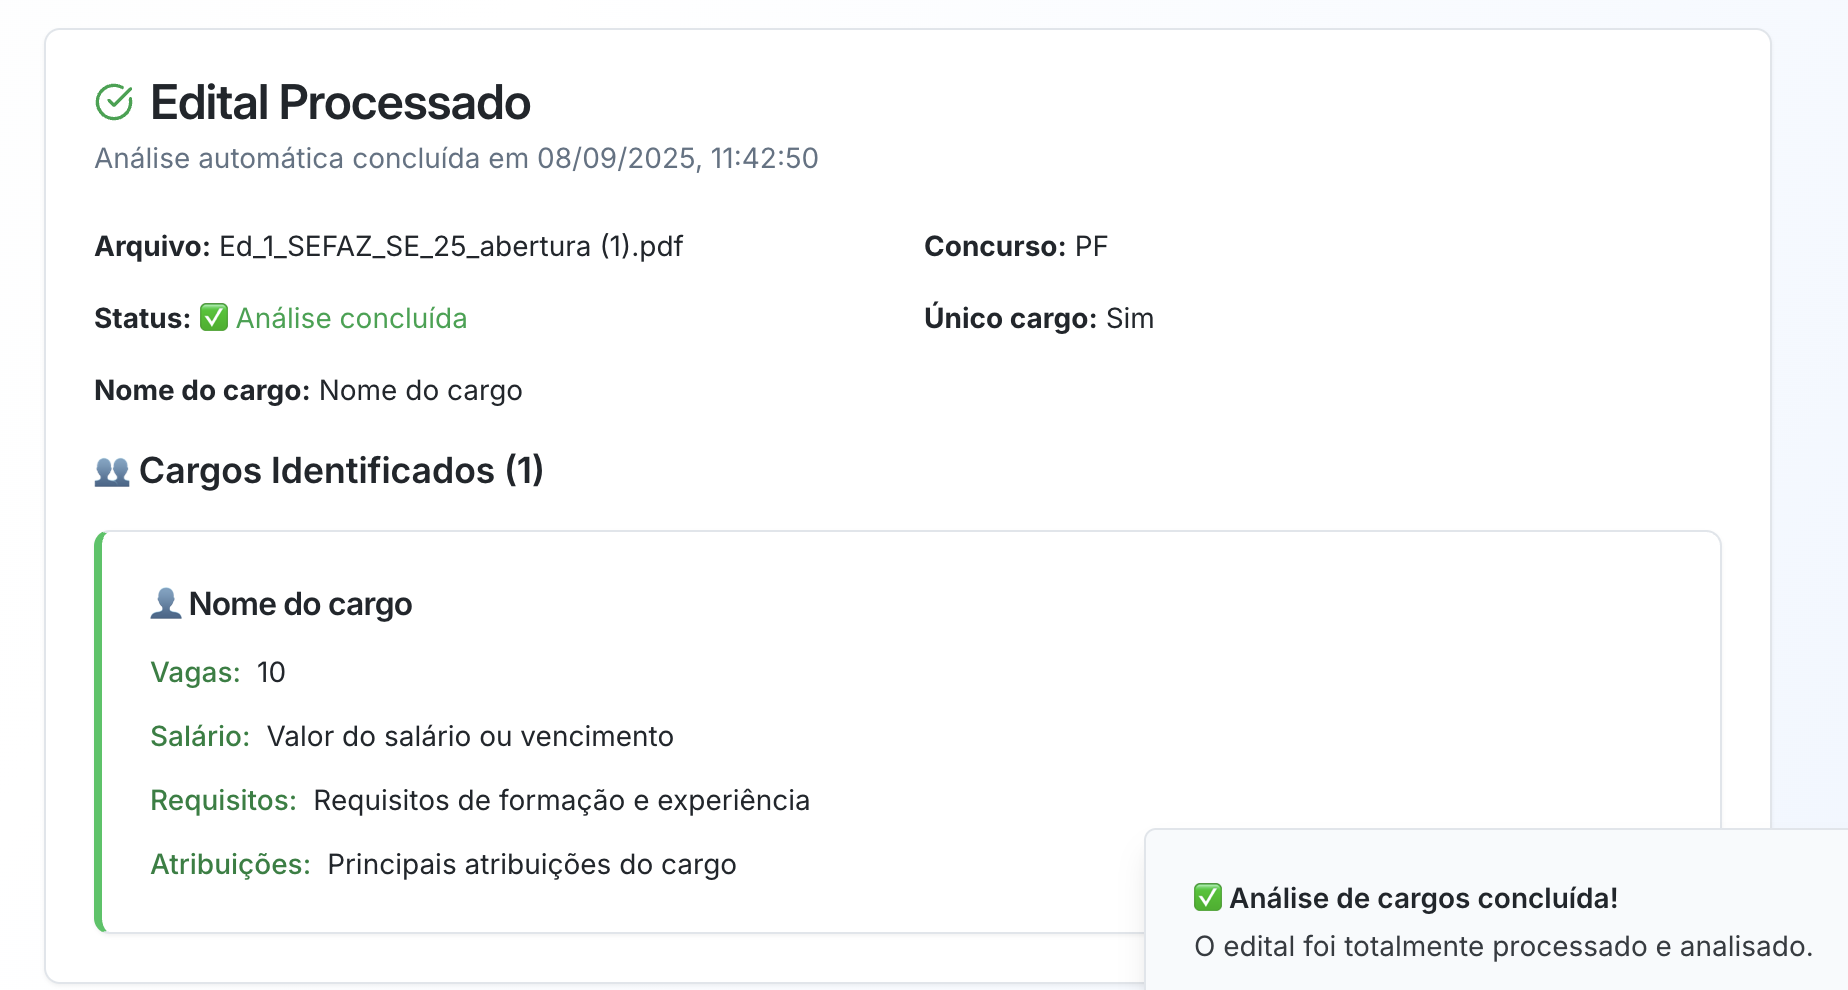 Edital Processado
Análise automática concluída em 08/09/2025, 11:42:50
Arquivo: Ed_1_SEFAZ_SE_25_abertura (1).pdf
Concurso: PF
Status: ✅ Análise concluída
Único cargo: Sim
Nome do cargo: Nome do cargo
👥 Cargos Identificados (1)
👤 Nome do cargo
Vagas: 10
Salário: Valor do salário ou vencimento
Requisitos: Requisitos de formação e experiência
Atribuições: Principais atribuições do cargo
✅ Análise de cargos concluída!
O edital foi totalmente processado e analisado.